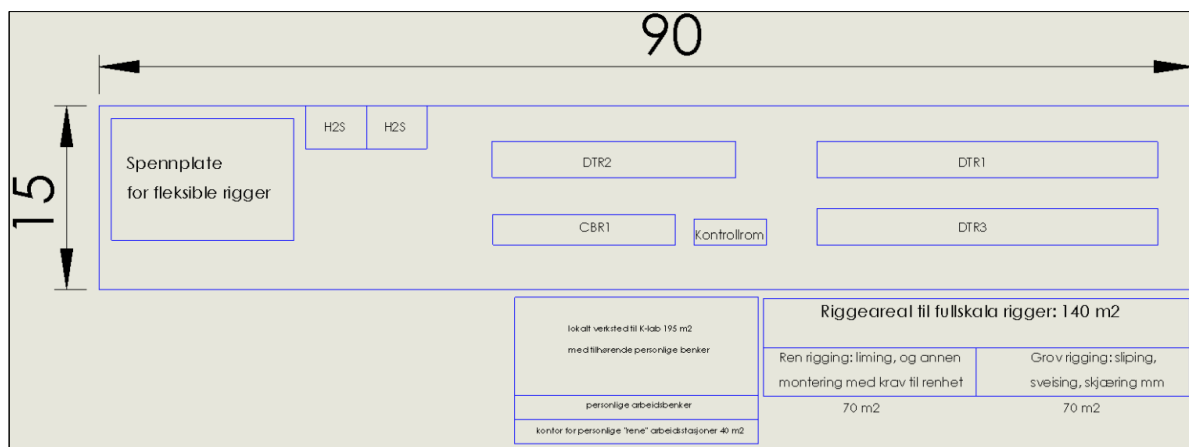 90
15
H2S
H2S
Spennplate
for fleksible rigger
DTR2
DTR1
CBR1
Kontrollrom
DTR3
lokalt verksted til K-lab 195 m2
med tilhørende personlige benker
personlige arbeidsbenker
kontor for personlige "rene" arbeidsstasjoner 40 m2
Riggeareal til fullskala rigger: 140 m2
Ren rigging: liming, og annen
montering med krav til renhet
70 m2
Grov rigging: sliping,
sveising, skjæring mm
70 m2